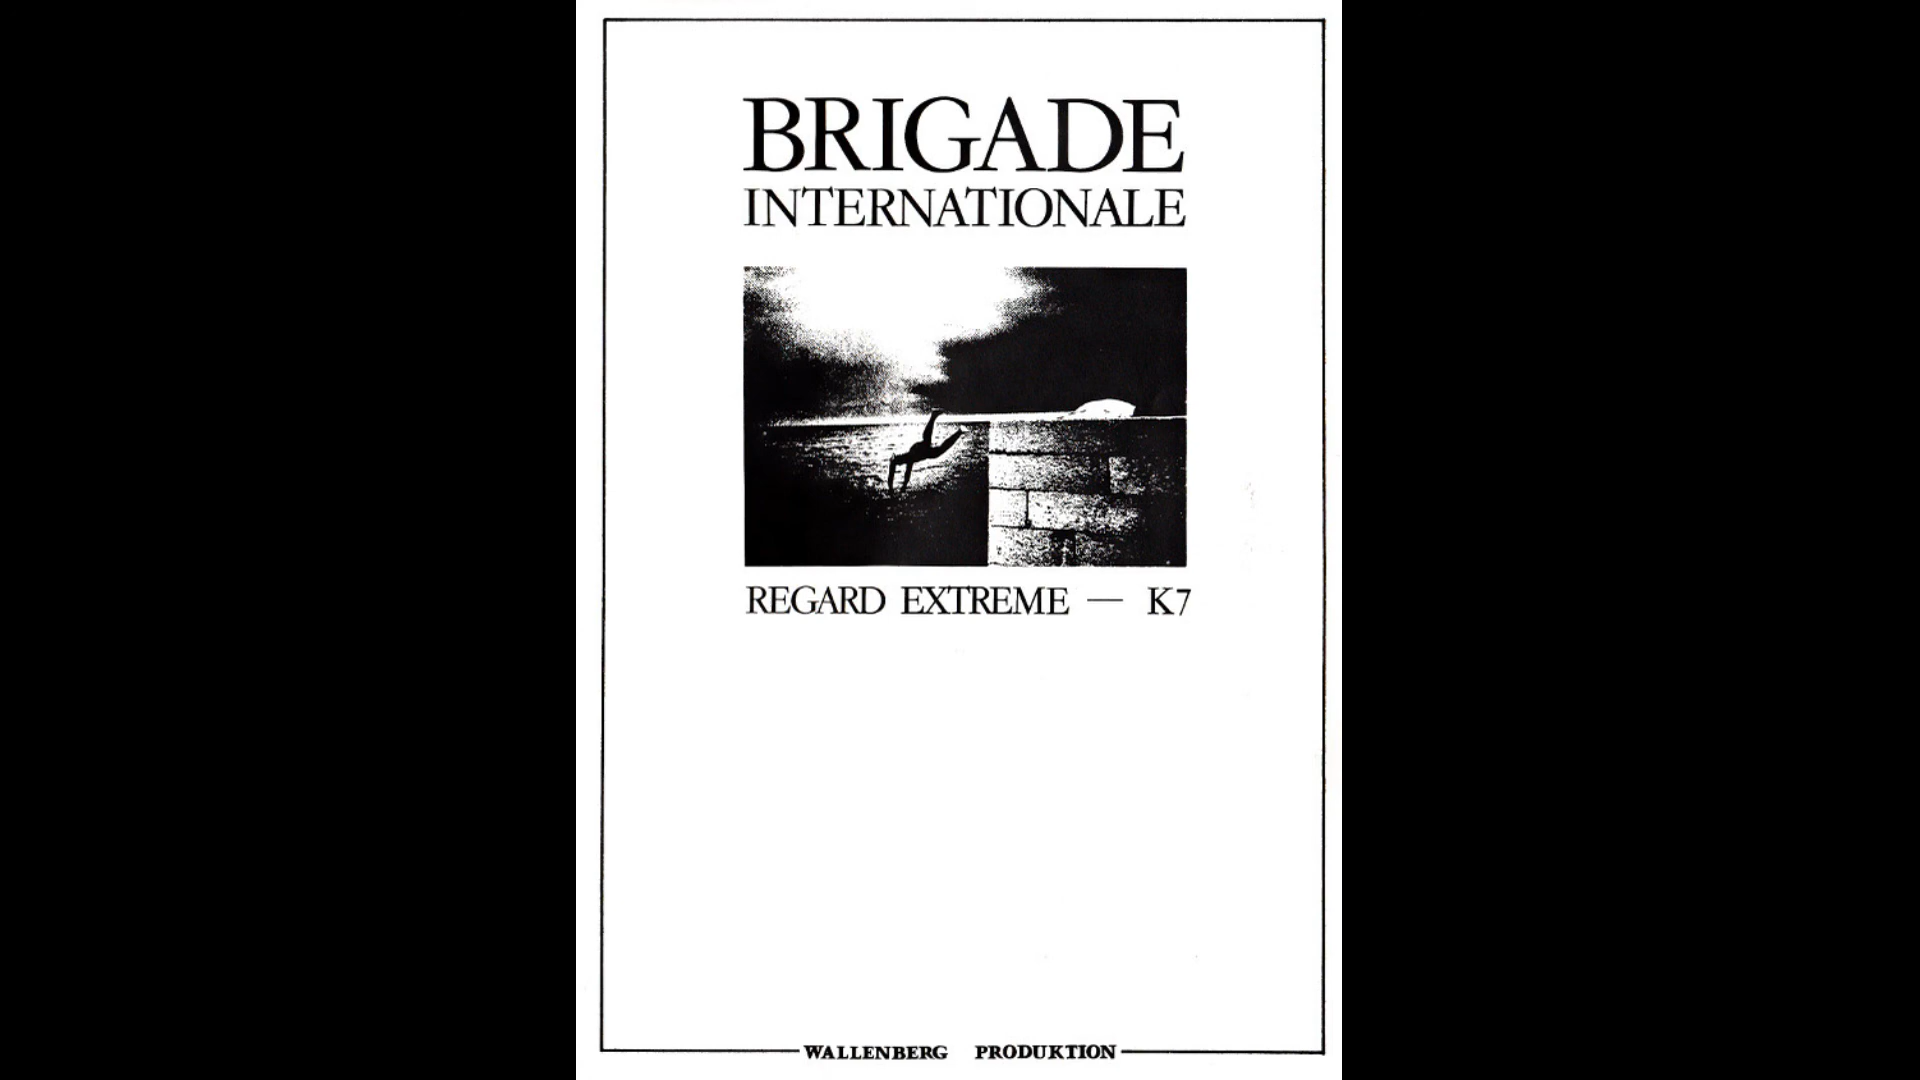 BRIGADE
INTERNATIONALE
REGARD EXTREME — K7
WALLENBERG PRODUKTION